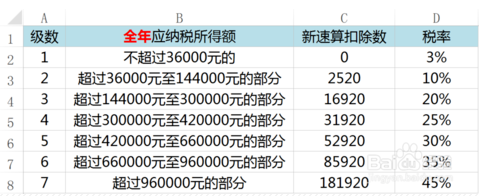 A B C D
1 级数 全年应纳税所得额 新速算扣除数 税率
2 1 不超过36000元的 0 3%
3 2 超过36000元至144000元的部分 2520 10%
4 3 超过144000元至300000元的部分 16920 20%
5 4 超过300000元至420000元的部分 31920 25%
6 5 超过420000元至660000元的部分 52920 30%
7 6 超过660000元至960000元的部分 85920 35%
8 7 超过960000元的部分 181920 45%